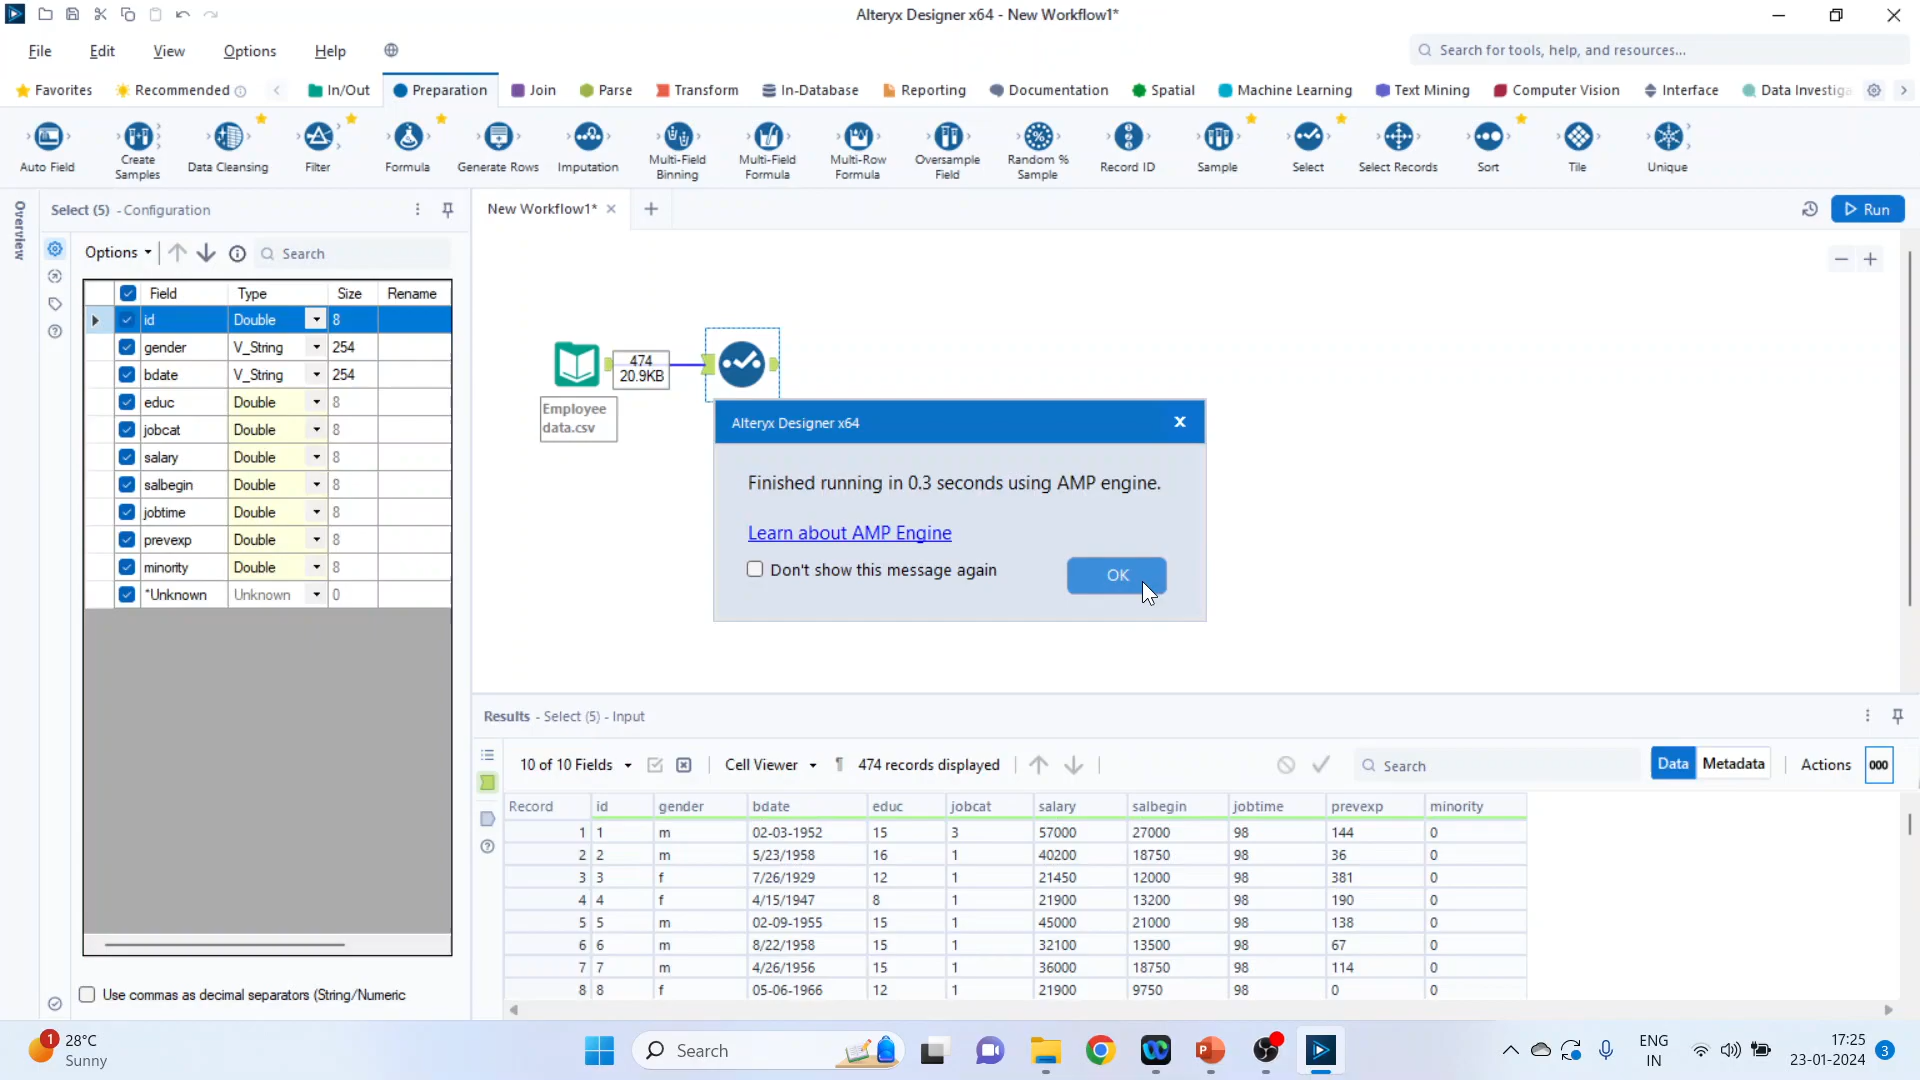 Alteryx Designer x64 - New Workflow1*
File Edit View Options Help
Search for tools, help, and resources...
Favorites Recommended In/Out Preparation Join Parse Transform In-Database Reporting Documentation Spatial Machine Learning Text Mining Computer Vision Interface Data Investiga
Auto Field
Create Samples
Data Cleansing
Filter
Formula
Generate Rows
Imputation
Multi-Field Binning
Multi-Field Formula
Multi-Row Formula
Oversample Field
Random % Sample
Record ID
Sample
Select
Select Records
Sort
Tile
Unique
Overview
Select (5) - Configuration
New Workflow1*
Run
Options
Search
Field Type Size Rename
id Double 8
gender V_String 254
bdate V_String 254
educ Double 8
jobcat Double 8
salary Double 8
salbegin Double 8
jobtime Double 8
prevexp Double 8
minority Double 8
*Unknown Unknown 0
Use commas as decimal separators (String/Numeric
474
20.9KB
Employee
data.csv
Alteryx Designer x64
Finished running in 0.3 seconds using AMP engine.
Learn about AMP Engine
Don't show this message again
OK
Results - Select (5) - Input
10 of 10 Fields Cell Viewer 474 records displayed Search Data Metadata Actions 000
Record id gender bdate educ jobcat salary salbegin jobtime prevexp minority
1 1 m 02-03-1952 15 3 57000 27000 98 144 0
2 2 m 5/23/1958 16 1 40200 18750 98 36 0
3 3 f 7/26/1929 12 1 21450 12000 98 381 0
4 4 f 4/15/1947 8 1 21900 13200 98 190 0
5 5 m 02-09-1955 15 1 45000 21000 98 138 0
6 6 m 8/22/1958 15 1 32100 13500 98 67 0
7 7 m 4/26/1956 15 1 36000 18750 98 114 0
8 8 f 05-06-1966 12 1 21900 9750 98 0 0
1
28°C
Sunny
Search
ENG
IN
17:25
23-01-2024
3